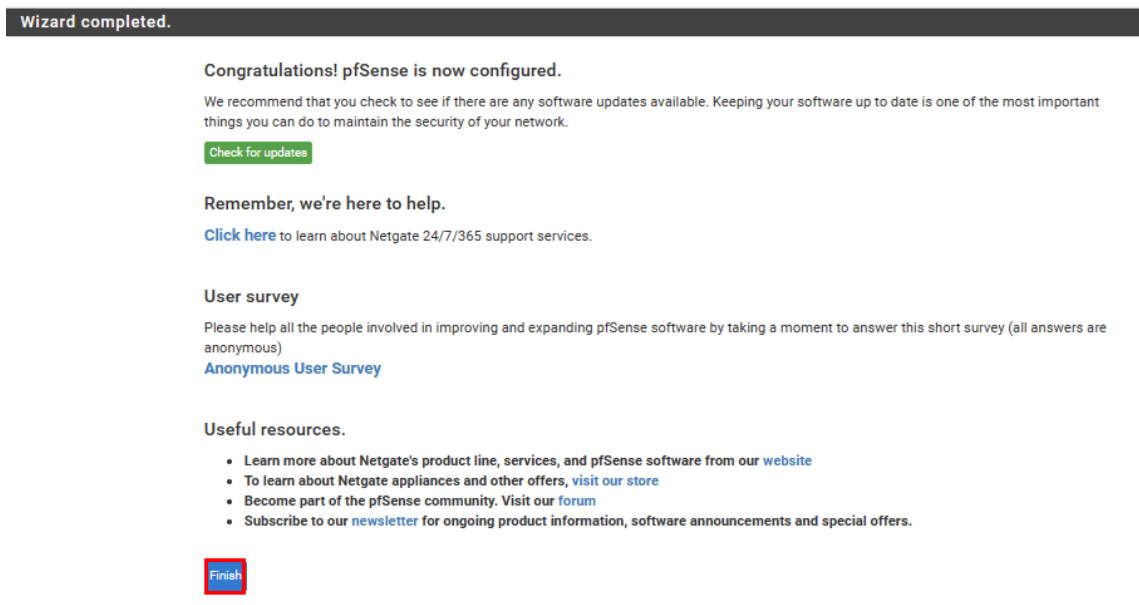 Wizard completed.
Congratulations! pfSense is now configured.
We recommend that you check to see if there are any software updates available. Keeping your software up to date is one of the most important
things you can do to maintain the security of your network.
Check for updates
Remember, we're here to help.
Click here to learn about Netgate 24/7/365 support services.
User survey
Please help all the people involved in improving and expanding pfSense software by taking a moment to answer this short survey (all answers are
anonymous)
Anonymous User Survey
Useful resources.
• Learn more about Netgate's product line, services, and pfSense software from our website
• To learn about Netgate appliances and other offers, visit our store
• Become part of the pfSense community. Visit our forum
• Subscribe to our newsletter for ongoing product information, software announcements and special offers.
Finish